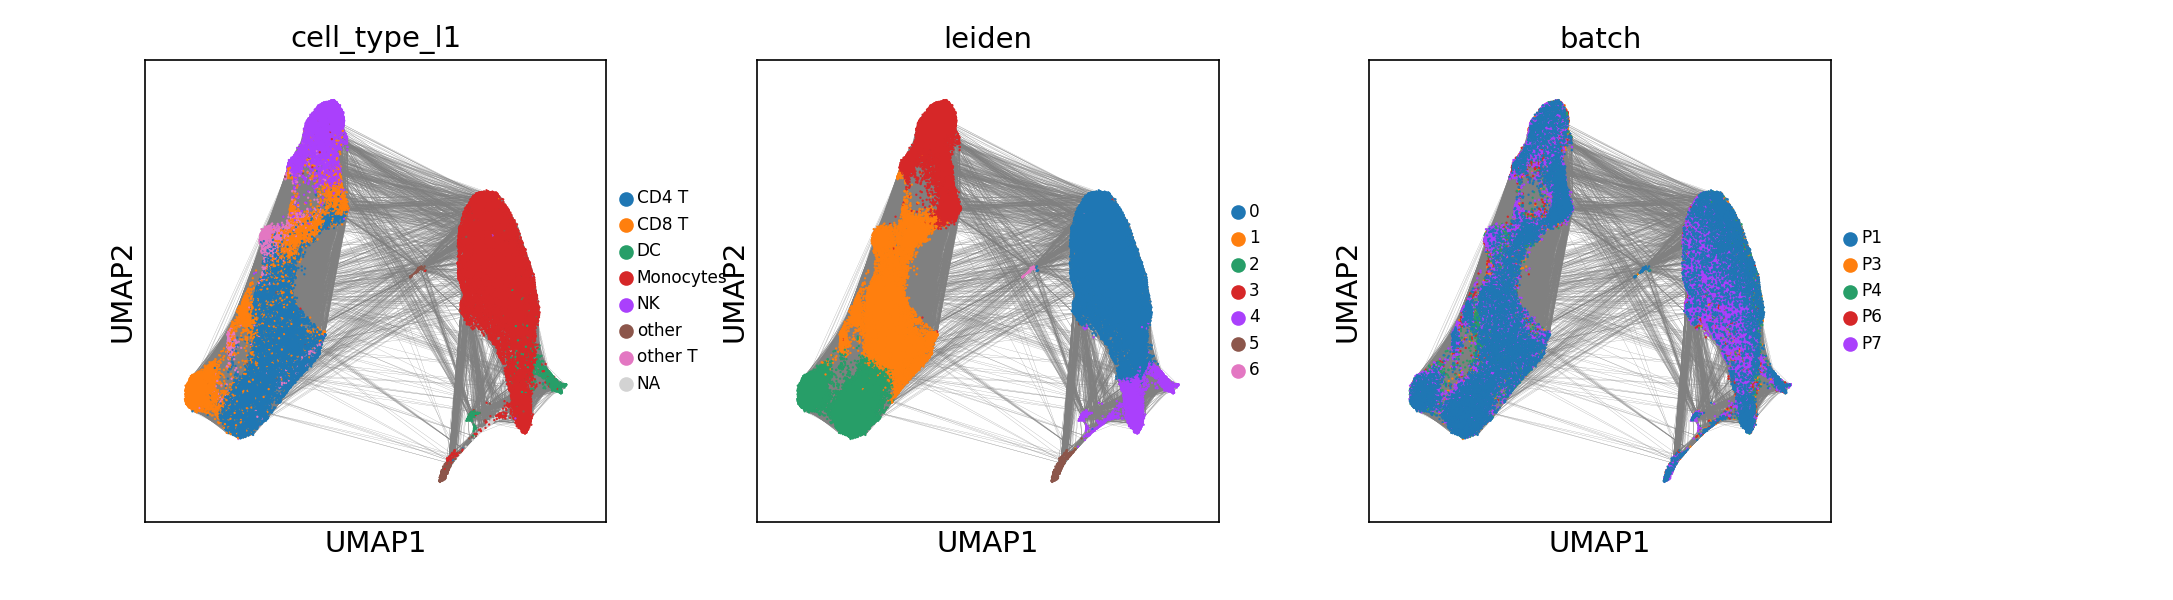 cell_type_l1
UMAP2
UMAP1
CD4 T
CD8 T
DC
Monocytes
NK
other
other T
NA
leiden
UMAP2
UMAP1
0
1
2
3
4
5
6
batch
UMAP2
UMAP1
P1
P3
P4
P6
P7